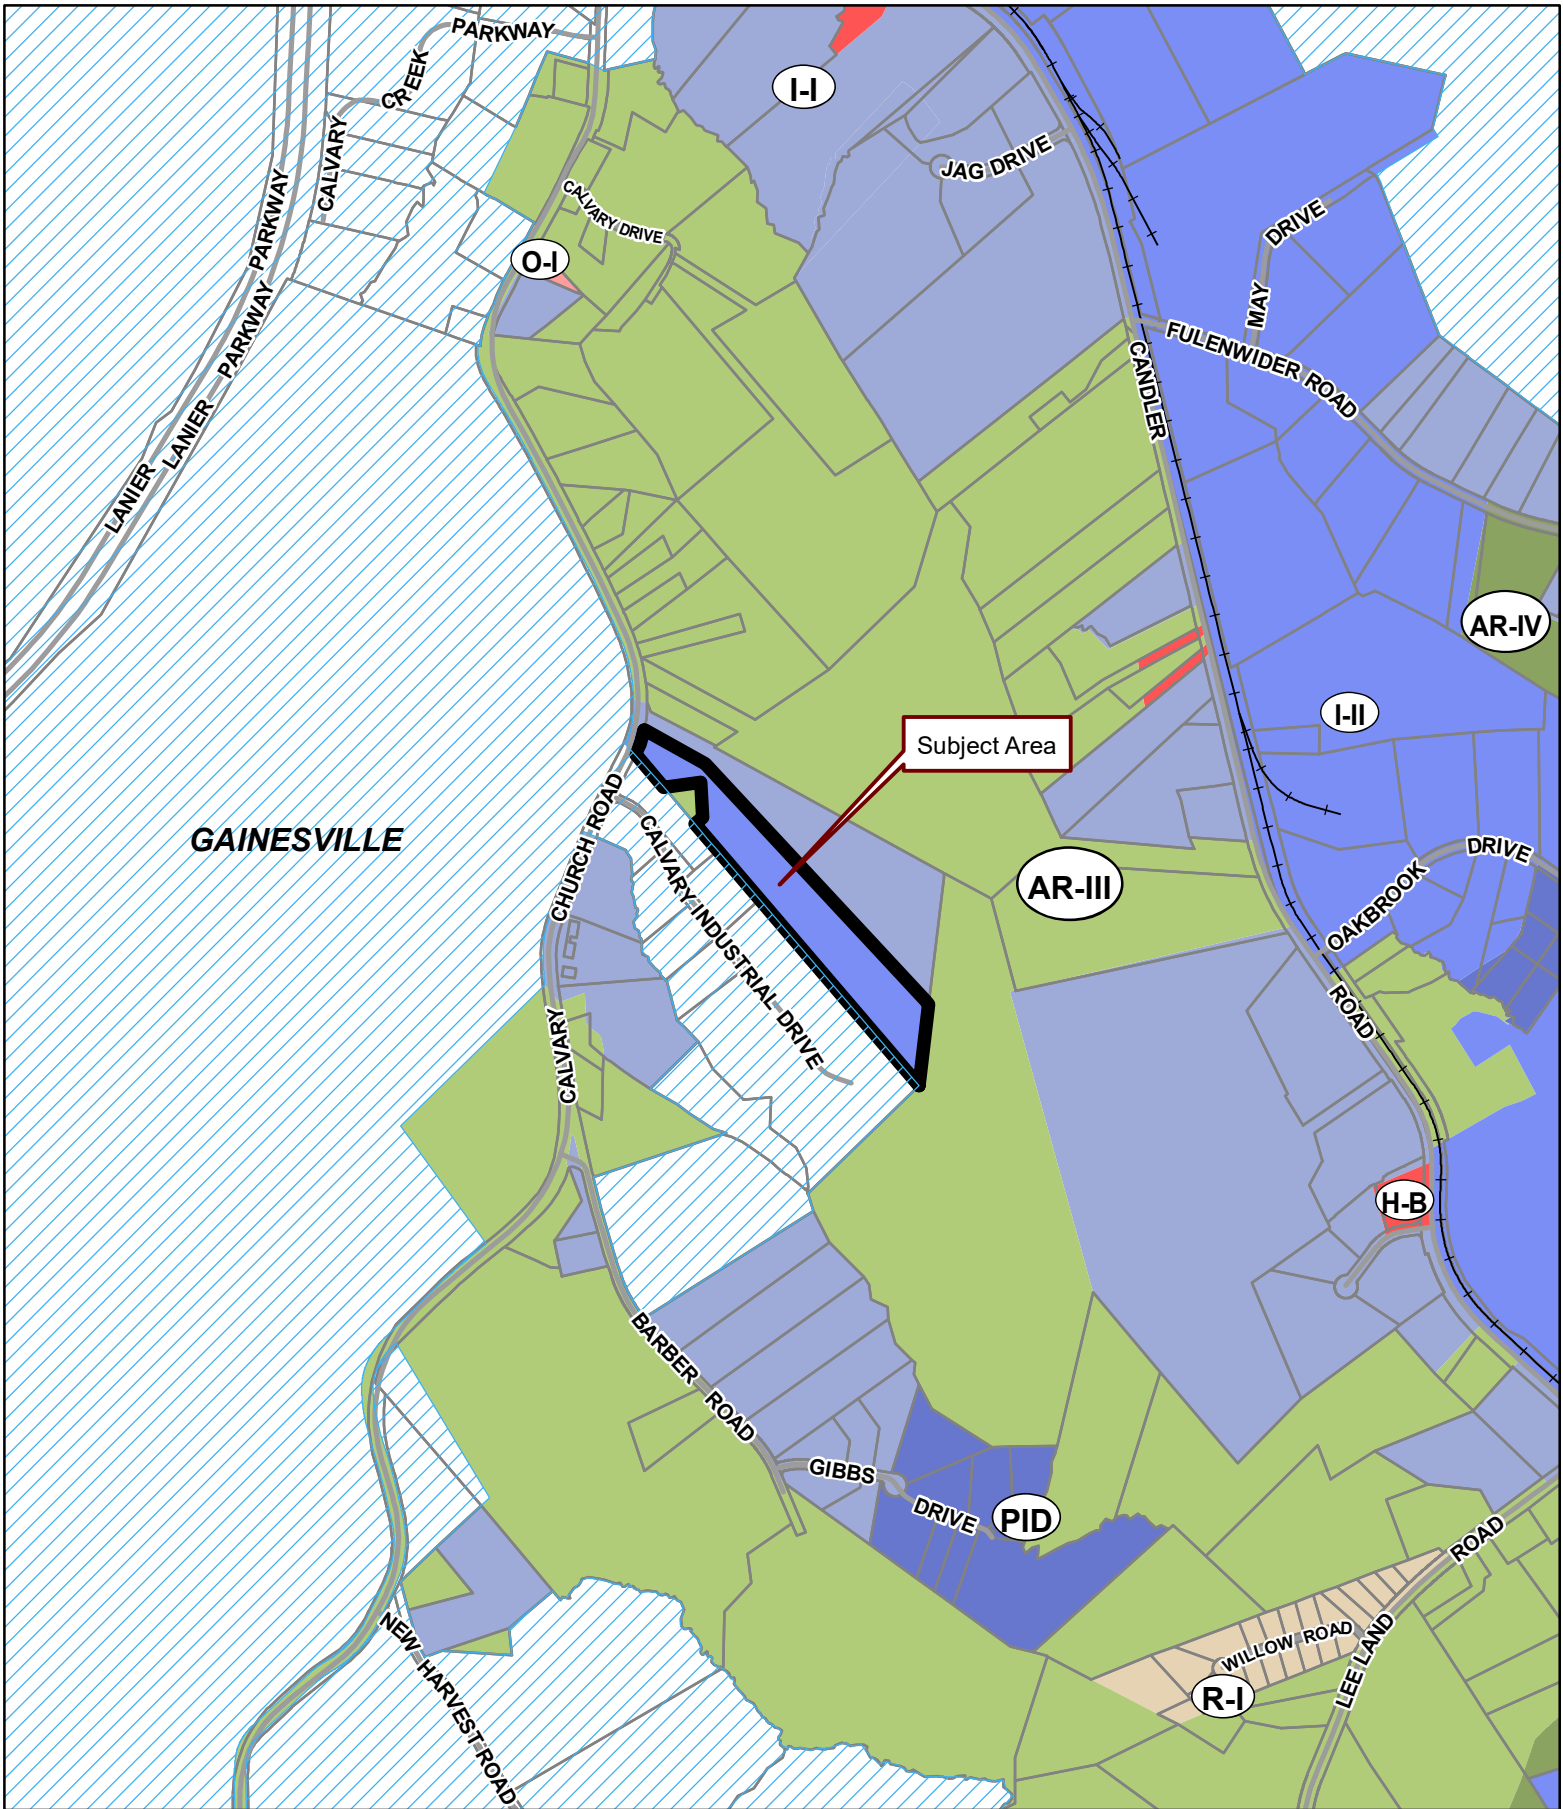 PARKWAY
CREEK
CALVARY
I-I
JAG DRIVE
CALVARY DRIVE
O-I
LANIER PARKWAY
PARKWAY
LANIER
LANIER
PARKWAY
MAY DRIVE
FULENWIDER ROAD
CANDLER
AR-IV
I-II
Subject Area
CHURCH ROAD
CALVARY INDUSTRIAL DRIVE
GAINESVILLE
AR-III
OAKBROOK DRIVE
ROAD
CALVARY
H-B
BARBER ROAD
GIBBS
DRIVE
PID
ROAD
WILLOW ROAD
LEE LAND
R-I
NEW HARVEST ROAD